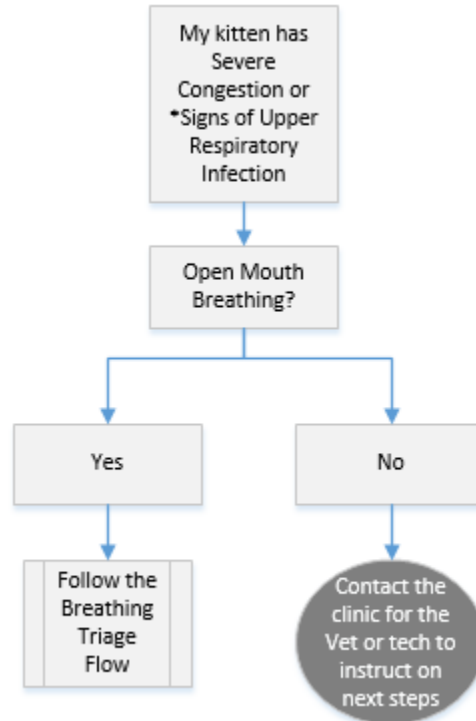 My kitten has
Severe
Congestion or
*Signs of Upper
Respiratory
Infection
Open Mouth
Breathing?
Yes
No
Follow the
Breathing
Triage
Flow
Contact the
clinic for the
Vet or tech to
instruct on
next steps